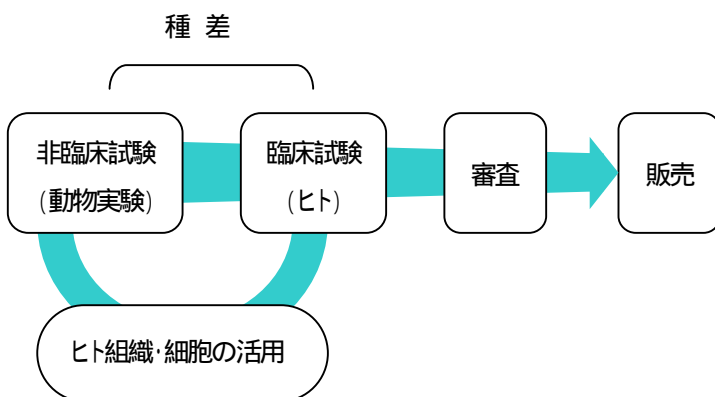 種 差
非臨床試験
(動物実験)
臨床試験
(ヒト)
審査
販売
ヒト組織・細胞の活用